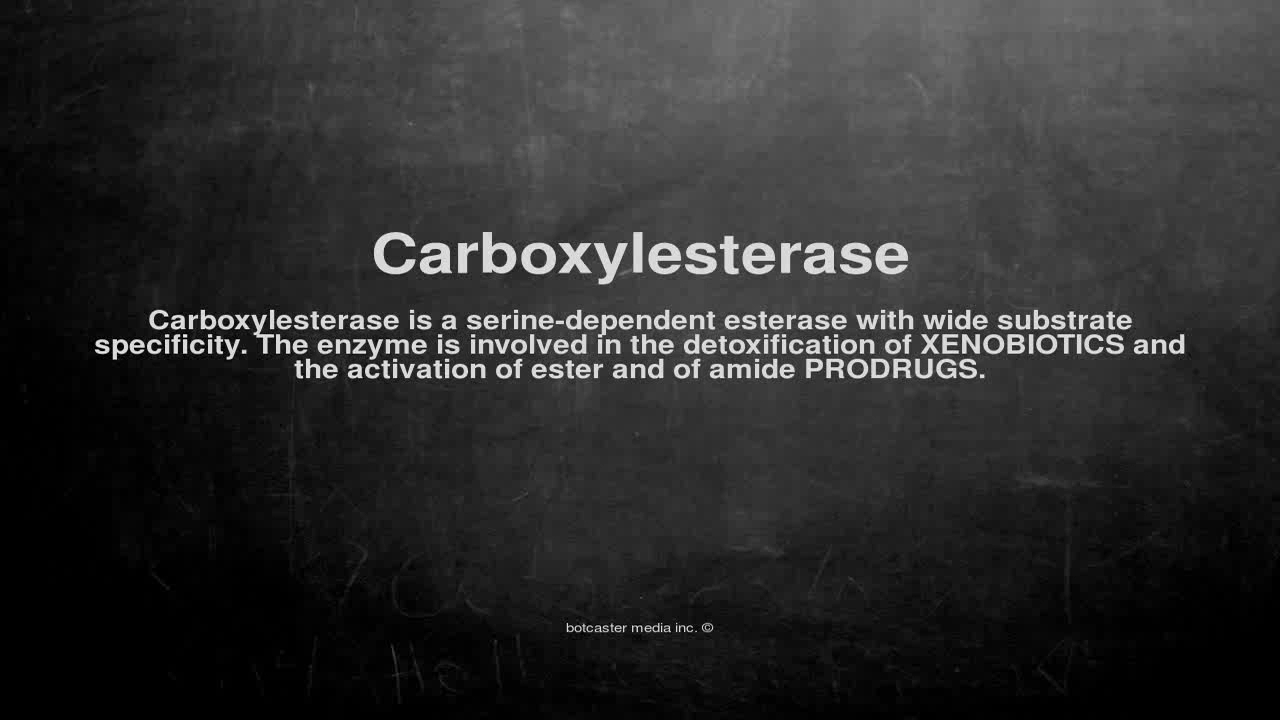 Carboxylesterase
Carboxylesterase is a serine-dependent esterase with wide substrate
specificity. The enzyme is involved in the detoxification of XENOBIOTICS and
the activation of ester and of amide PRODRUGS.
botcaster media inc. ©